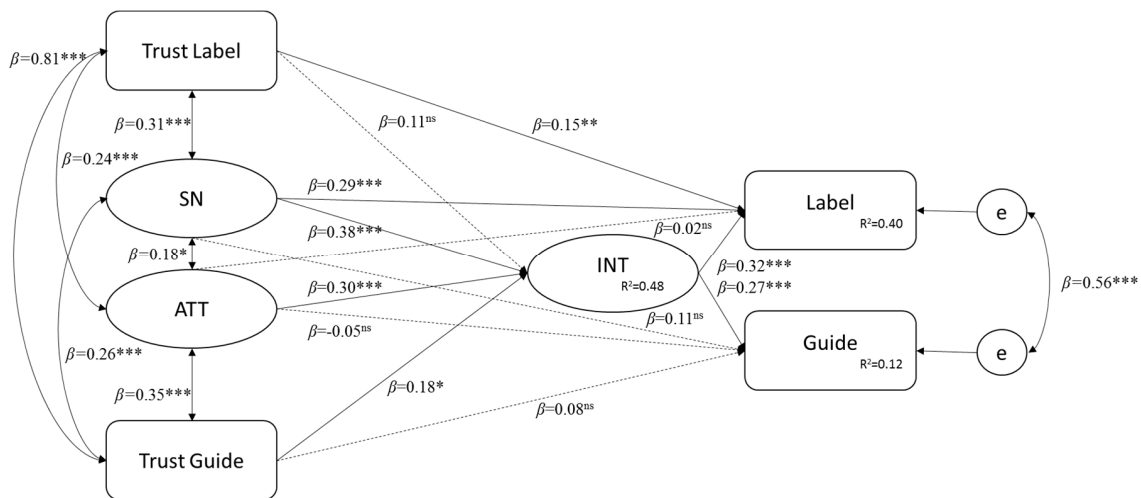 Trust Label
β=0.81***
β=0.11ⁿˢ
β=0.31***
β=0.15**
β=0.24***
SN
β=0.29***
Label
R²=0.40
e
β=0.38***
β=0.02ⁿˢ
β=0.18*
INT
R²=0.48
β=0.32***
β=0.27***
β=0.56***
β=0.30***
ATT
β=-0.05ⁿˢ
β=0.11ⁿˢ
Guide
R²=0.12
e
β=0.26***
β=0.18*
β=0.35***
β=0.08ⁿˢ
Trust Guide